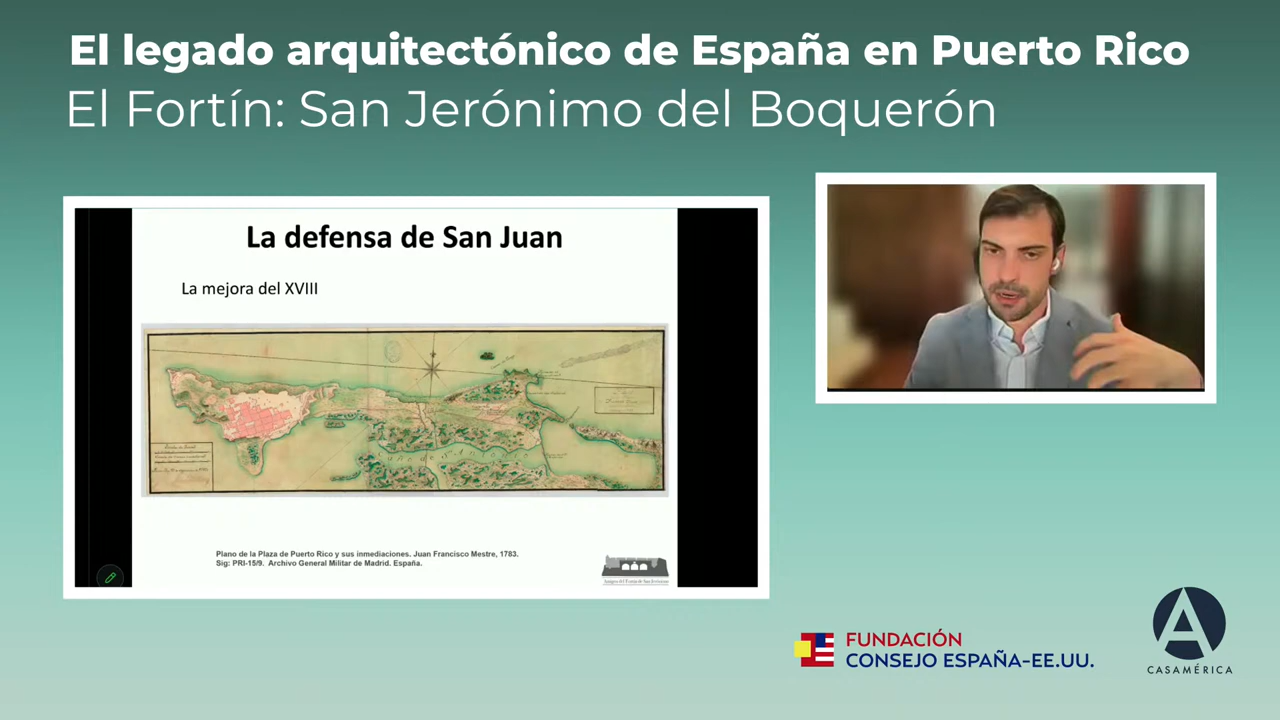 El legado arquitectónico de España en Puerto Rico
El Fortín: San Jerónimo del Boquerón
La defensa de San Juan
La mejora del XVIII
Plano de la Plaza de Puerto Rico y sus inmediaciones. Juan Francisco Mestre, 1783.
Sig: PRI-15/9. Archivo General Militar de Madrid. España.
FUNDACIÓN
CONSEJO ESPAÑA-EE.UU.
CASAMÉRICA